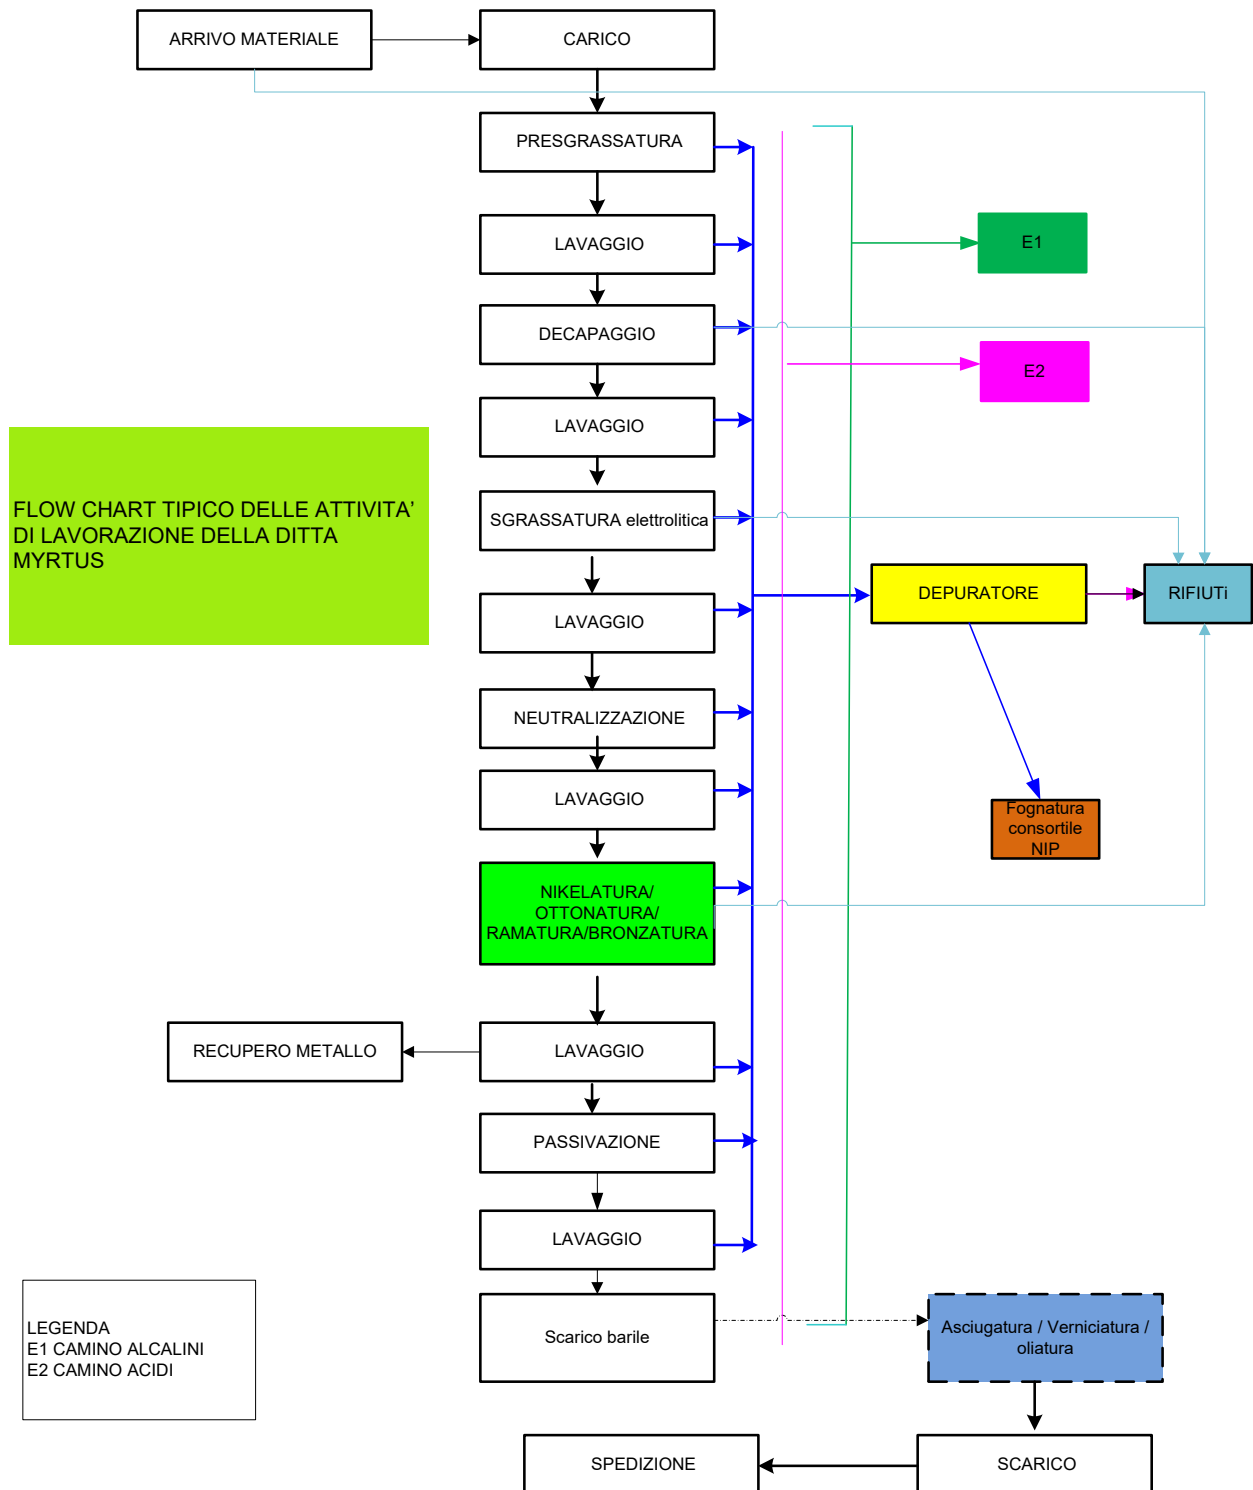 ARRIVO MATERIALE
CARICO
PRESGRASSATURA
LAVAGGIO
E1
DECAPAGGIO
E2
LAVAGGIO
FLOW CHART TIPICO DELLE ATTIVITA’
DI LAVORAZIONE DELLA DITTA
MYRTUS
SGRASSATURA elettrolitica
DEPURATORE
RIFIUTi
LAVAGGIO
NEUTRALIZZAZIONE
LAVAGGIO
Fognatura
consortile
NIP
NIKELATURA/
OTTONATURA/
RAMATURA/BRONZATURA
RECUPERO METALLO
LAVAGGIO
PASSIVAZIONE
LAVAGGIO
LEGENDA
E1 CAMINO ALCALINI
E2 CAMINO ACIDI
Scarico barile
Asciugatura / Verniciatura /
oliatura
SPEDIZIONE
SCARICO